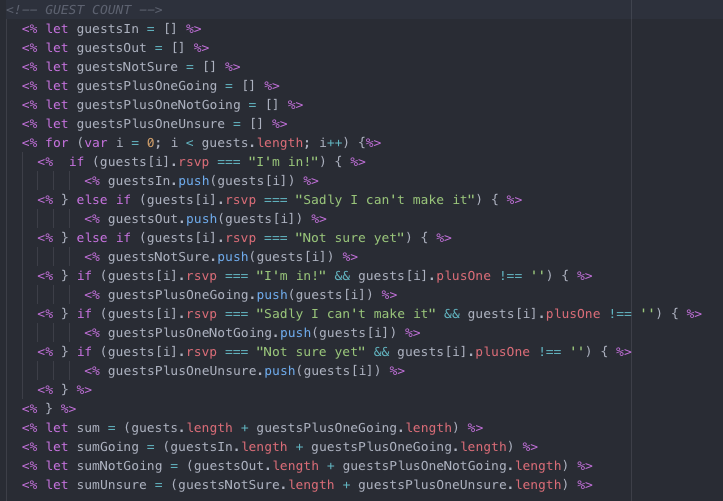 <!-- GUEST COUNT -->
<% let guestsIn = [] %>
<% let guestsOut = [] %>
<% let guestsNotSure = [] %>
<% let guestsPlusOneGoing = [] %>
<% let guestsPlusOneNotGoing = [] %>
<% let guestsPlusOneUnsure = [] %>
<% for (var i = 0; i < guests.length; i++) {%>
<%  if (guests[i].rsvp === "I'm in!") { %>
<% guestsIn.push(guests[i]) %>
<% } else if (guests[i].rsvp === "Sadly I can't make it") { %>
<% guestsOut.push(guests[i]) %>
<% } else if (guests[i].rsvp === "Not sure yet") { %>
<% guestsNotSure.push(guests[i]) %>
<% } if (guests[i].rsvp === "I'm in!" && guests[i].plusOne !== '') { %>
<% guestsPlusOneGoing.push(guests[i]) %>
<% } if (guests[i].rsvp === "Sadly I can't make it" && guests[i].plusOne !== '') { %>
<% guestsPlusOneNotGoing.push(guests[i]) %>
<% } if (guests[i].rsvp === "Not sure yet" && guests[i].plusOne !== '') { %>
<% guestsPlusOneUnsure.push(guests[i]) %>
<% } %>
<% } %>
<% let sum = (guests.length + guestsPlusOneGoing.length) %>
<% let sumGoing = (guestsIn.length + guestsPlusOneGoing.length) %>
<% let sumNotGoing = (guestsOut.length + guestsPlusOneNotGoing.length) %>
<% let sumUnsure = (guestsNotSure.length + guestsPlusOneUnsure.length) %>